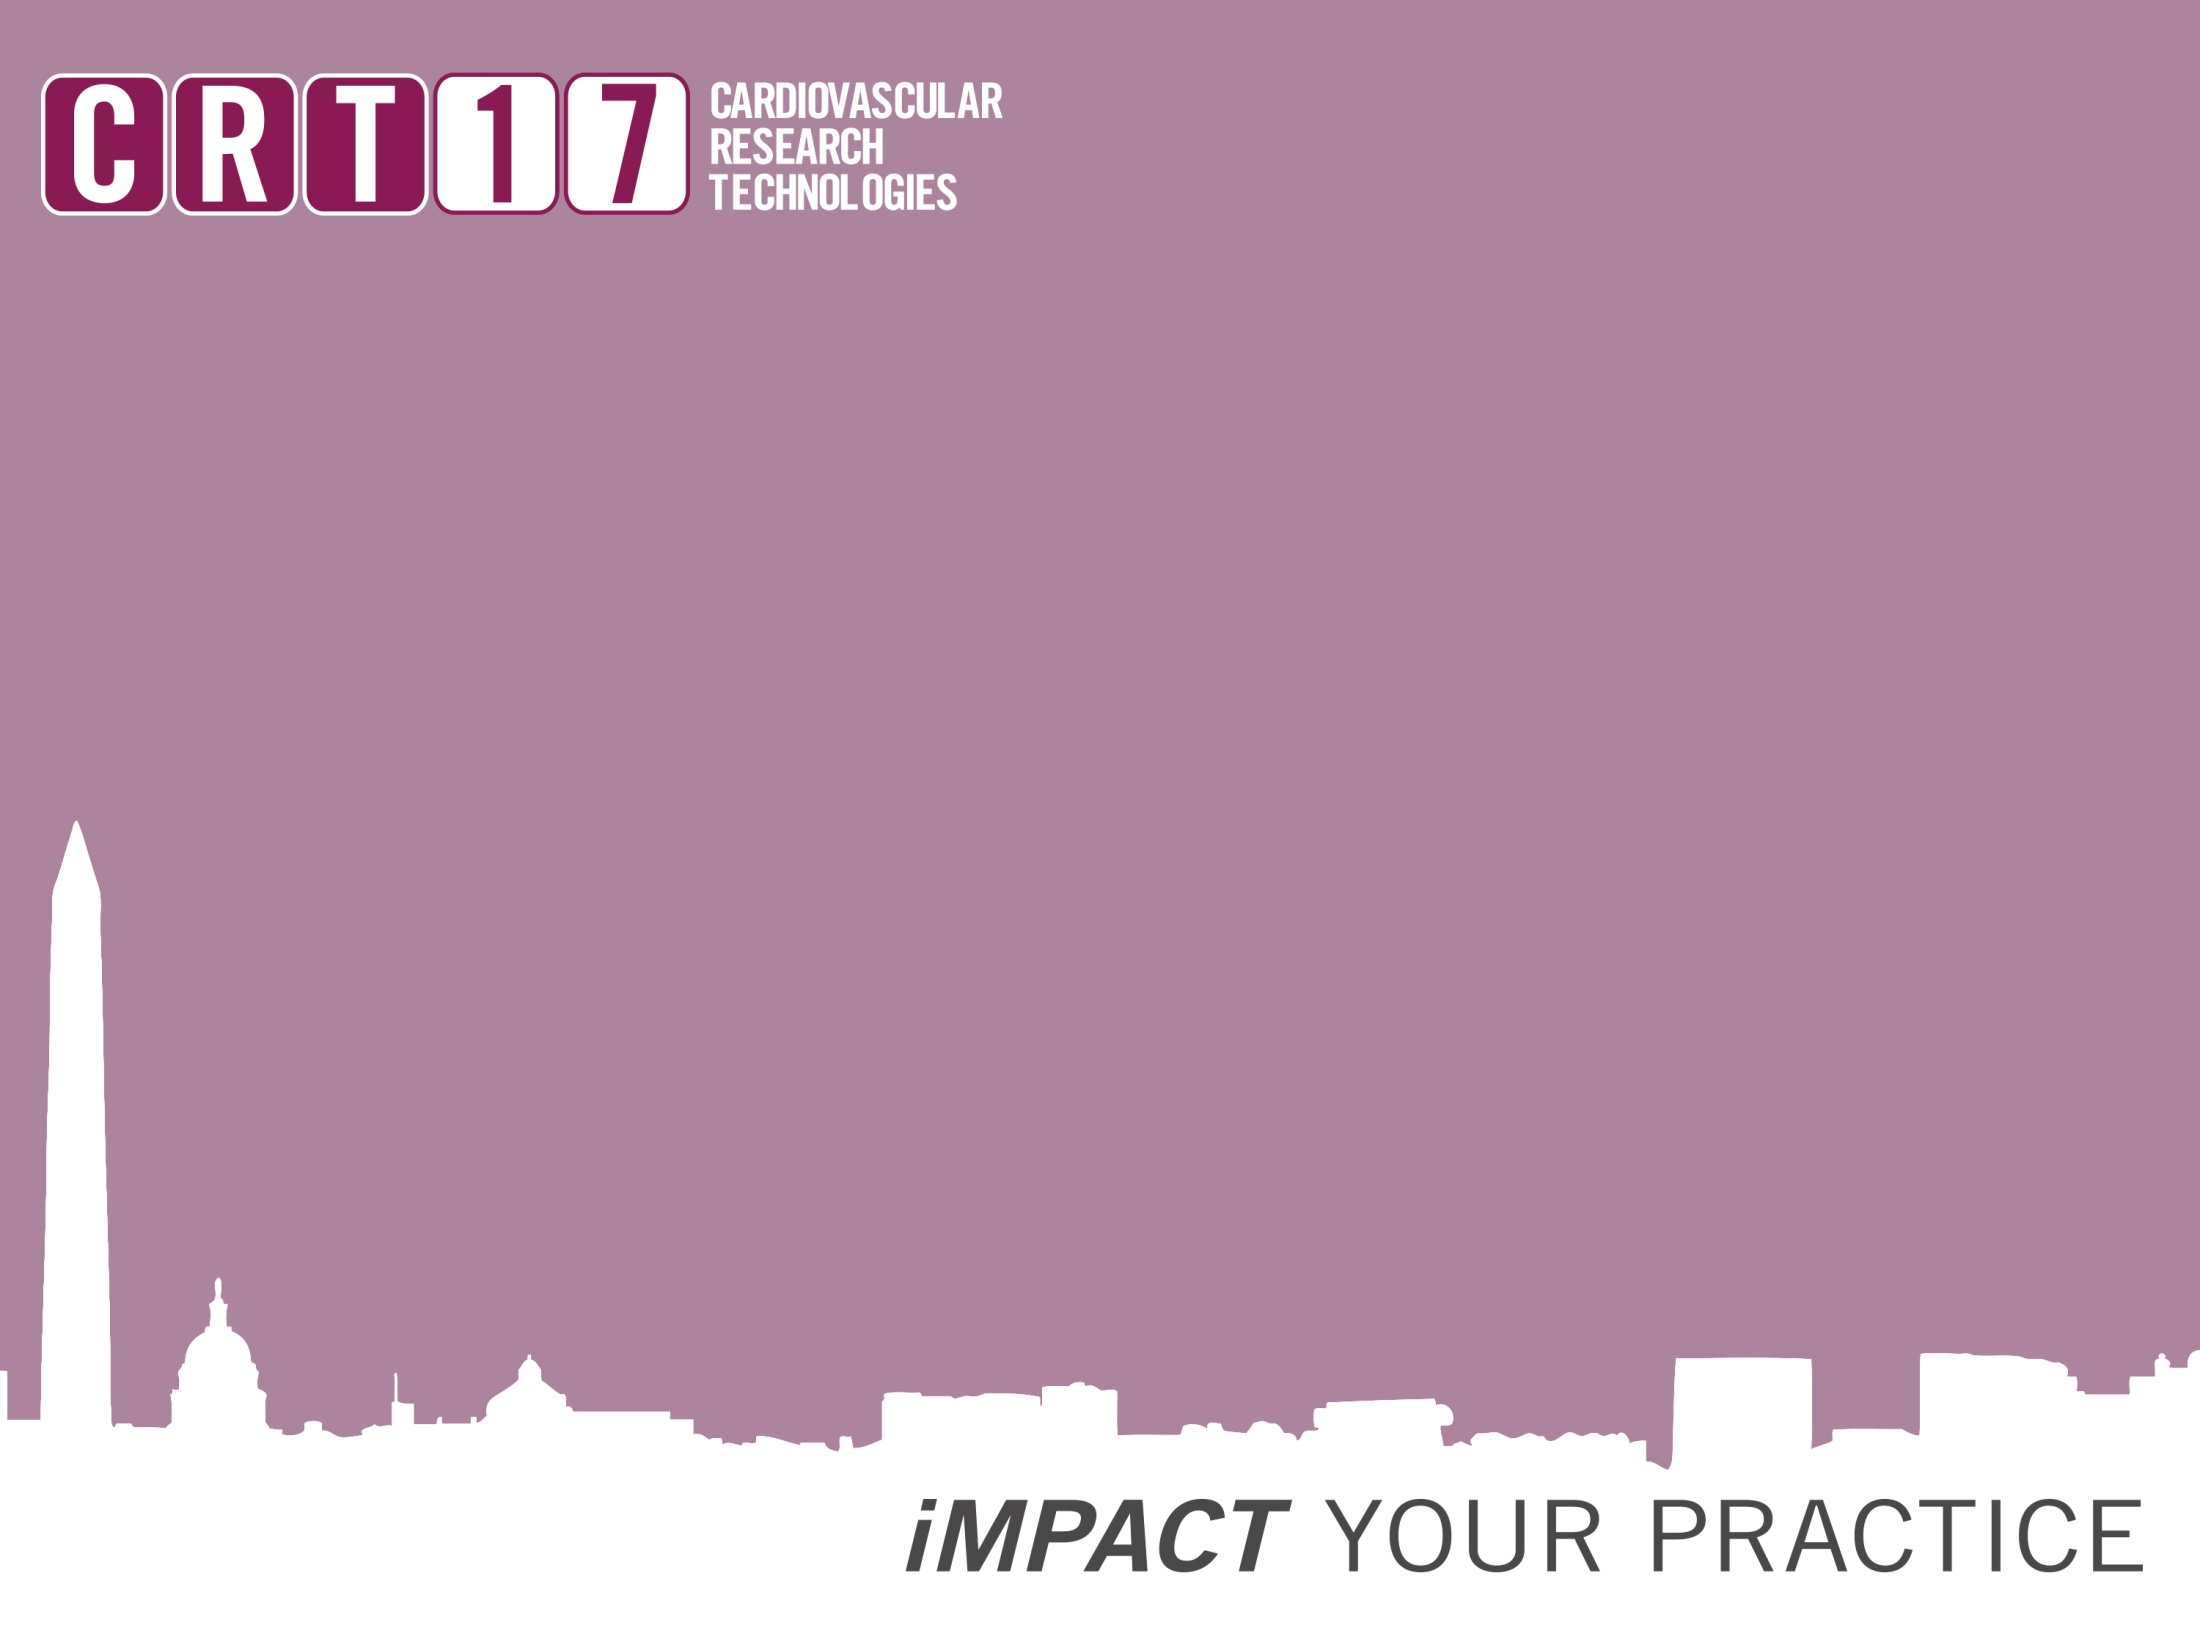 CRT17
CARDIOVASCULAR
RESEARCH
TECHNOLOGIES
iMPACT YOUR PRACTICE